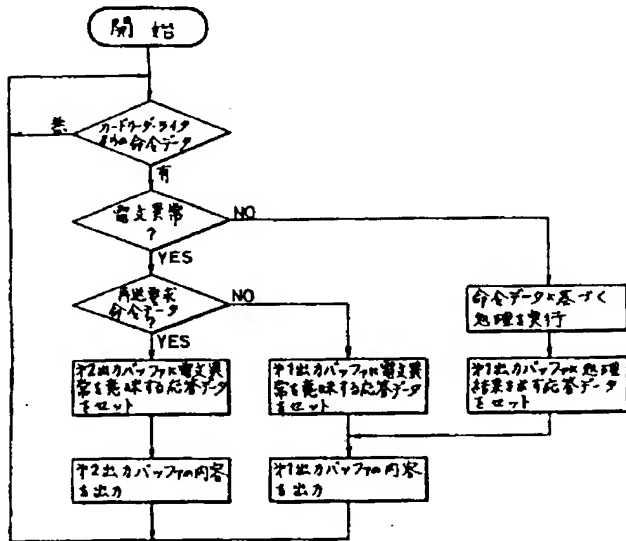 開始
無
カードリーダ・ライタ
からの命令データ
有
電文異常
?
NO
YES
再送要求
命令データ
?
NO
YES
命令データに基づく
処理を実行
第2出力バッファに電文異
常を意味する応答データ
をセット
第1出力バッファに電文異
常を意味する応答データ
をセット
第1出力バッファに処理
結果を示す応答データ
をセット
第2出力バッファの内容
を出力
第1出力バッファの内容
を出力